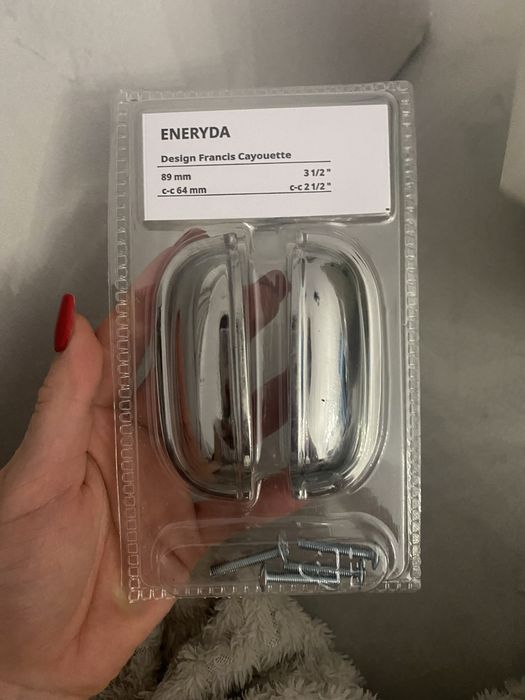 ENERYDA
Design Francis Cayouette
89 mm 3 1/2 "
c-c 64 mm c-c 2 1/2 "